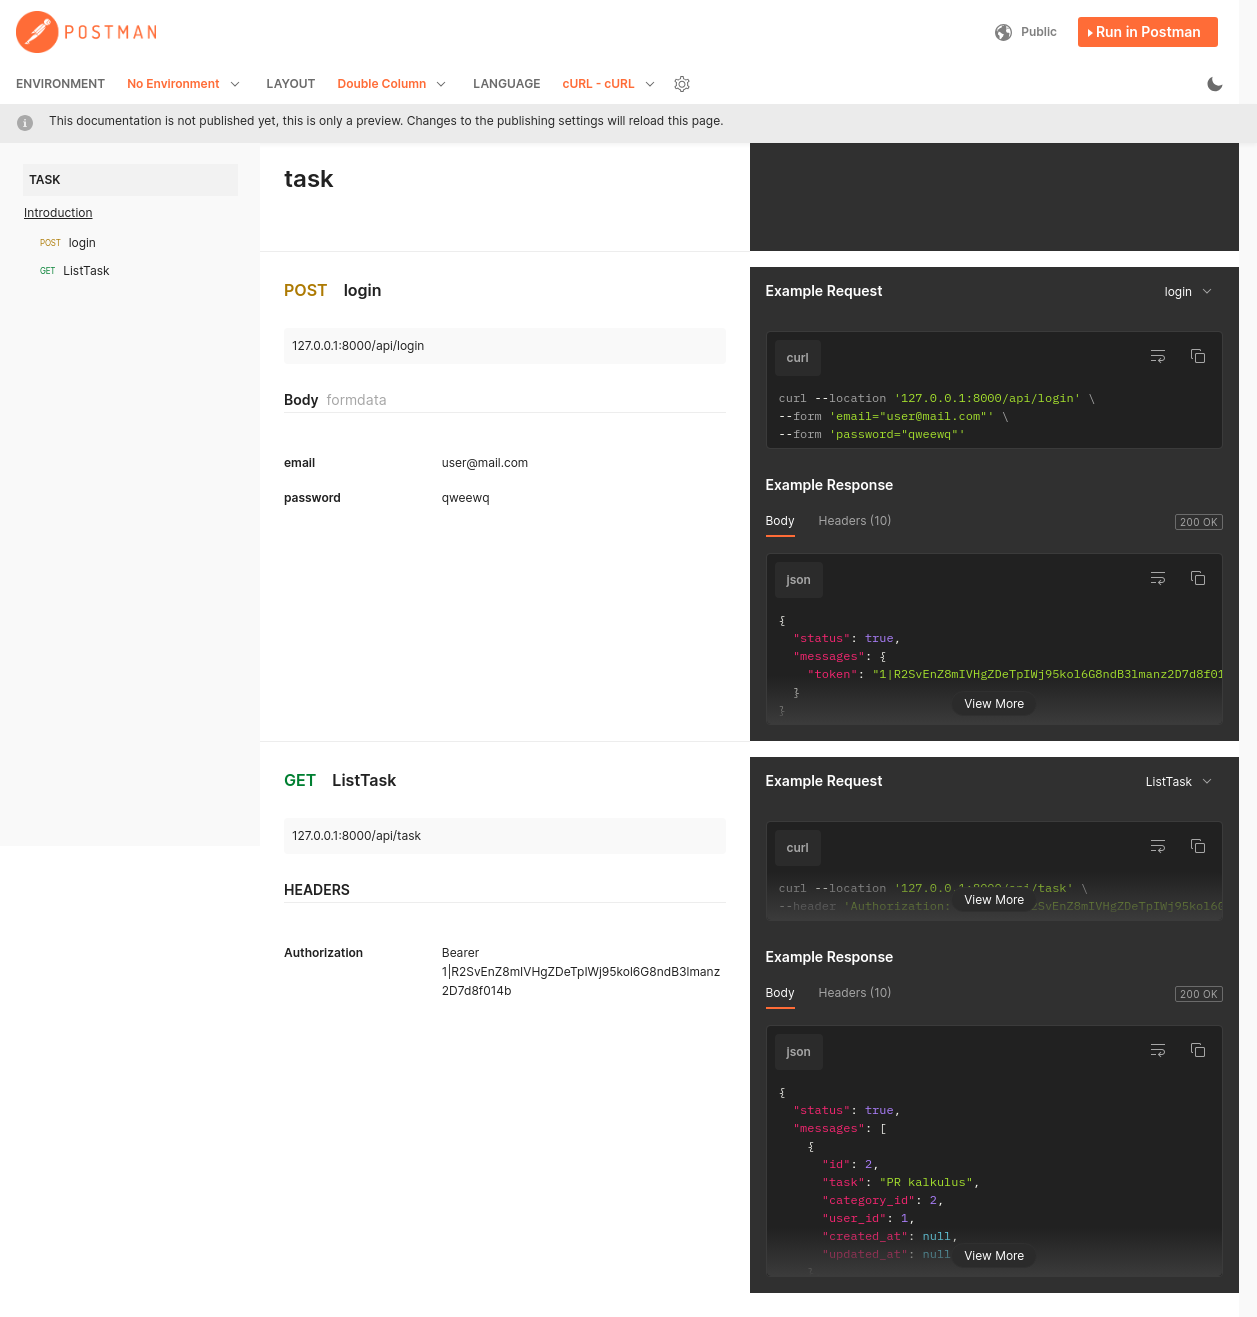 POSTMAN
Public
Run in Postman
ENVIRONMENT No Environment LAYOUT Double Column LANGUAGE cURL - cURL
This documentation is not published yet, this is only a preview. Changes to the publishing settings will reload this page.
TASK
Introduction
POST login
GET ListTask
task
POST login
127.0.0.1:8000/api/login
Body formdata
email user@mail.com
password qweewq
Example Request login
curl
curl --location '127.0.0.1:8000/api/login' \
--form 'email="user@mail.com"' \
--form 'password="qweewq"'
Example Response
Body Headers (10) 200 OK
json
{
"status": true,
"messages": {
"token": "1|R2SvEnZ8mIVHgZDeTpIWj95kol6G8ndB3lmanz2D7d8f01
}
}
View More
GET ListTask
127.0.0.1:8000/api/task
HEADERS
Authorization Bearer
1|R2SvEnZ8mIVHgZDeTpIWj95kol6G8ndB3lmanz
2D7d8f014b
Example Request ListTask
curl
curl --location '127.0.0.1:8000/api/task' \
--header 'Authorization: SvEnZ8mIVHgZDeTpIWj95kol6G
View More
Example Response
Body Headers (10) 200 OK
json
{
"status": true,
"messages": [
{
"id": 2,
"task": "PR kalkulus",
"category_id": 2,
"user_id": 1,
"created_at": null,
"updated_at": null
View More